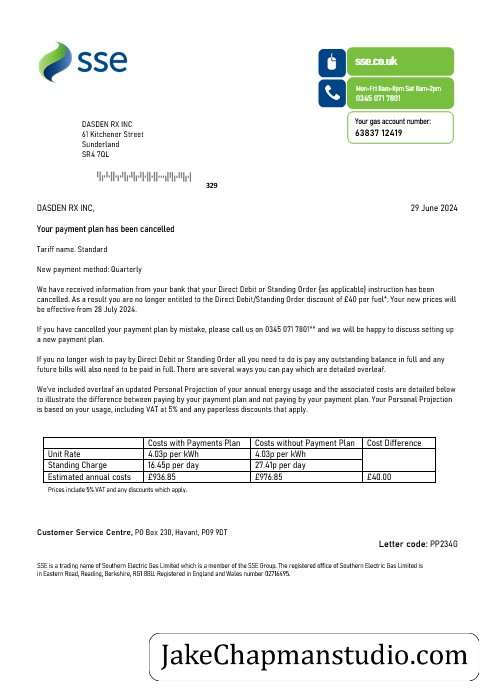 sse
sse.co.uk
Mon-Fri 8am-8pm Sat 8am-2pm
0345 071 7801
Your gas account number:
63837 12419
DASDEN RX INC
61 Kitchener Street
Sunderland
SR4 7QL
329
DASDEN RX INC,
29 June 2024
Your payment plan has been cancelled
Tariff name. Standard
New payment method: Quarterly
We have received information from your bank that your Direct Debit or Standing Order (as applicable) instruction has been
cancelled. As a result you are no longer entitled to the Direct Debit/Standing Order discount of £40 per fuel*. Your new prices will
be effective from 28 July 2024.
If you have cancelled your payment plan by mistake, please call us on 0345 071 7801** and we will be happy to discuss setting up
a new payment plan.
If you no longer wish to pay by Direct Debit or Standing Order all you need to do is pay any outstanding balance in full and any
future bills will also need to be paid in full. There are several ways you can pay which are detailed overleaf.
We've included overleaf an updated Personal Projection of your annual energy usage and the associated costs are detailed below
to illustrate the difference between paying by your payment plan and not paying by your payment plan. Your Personal Projection
is based on your usage, including VAT at 5% and any paperless discounts that apply.
Costs with Payments Plan Costs without Payment Plan Cost Difference
Unit Rate 4.03p per kWh 4.03p per kWh
Standing Charge 16.45p per day 27.41p per day
Estimated annual costs £936.85 £976.85 £40.00
Prices include 5% VAT and any discounts which apply.
Customer Service Centre, PO Box 230, Havant, PO9 9DT
Letter code: PP234G
SSE is a trading name of Southern Electric Gas Limited which is a member of the SSE Group. The registered office of Southern Electric Gas Limited is
in Eastern Road, Reading, Berkshire, RG1 8BU. Registered in England and Wales number 02716495.
JakeChapmanstudio.com